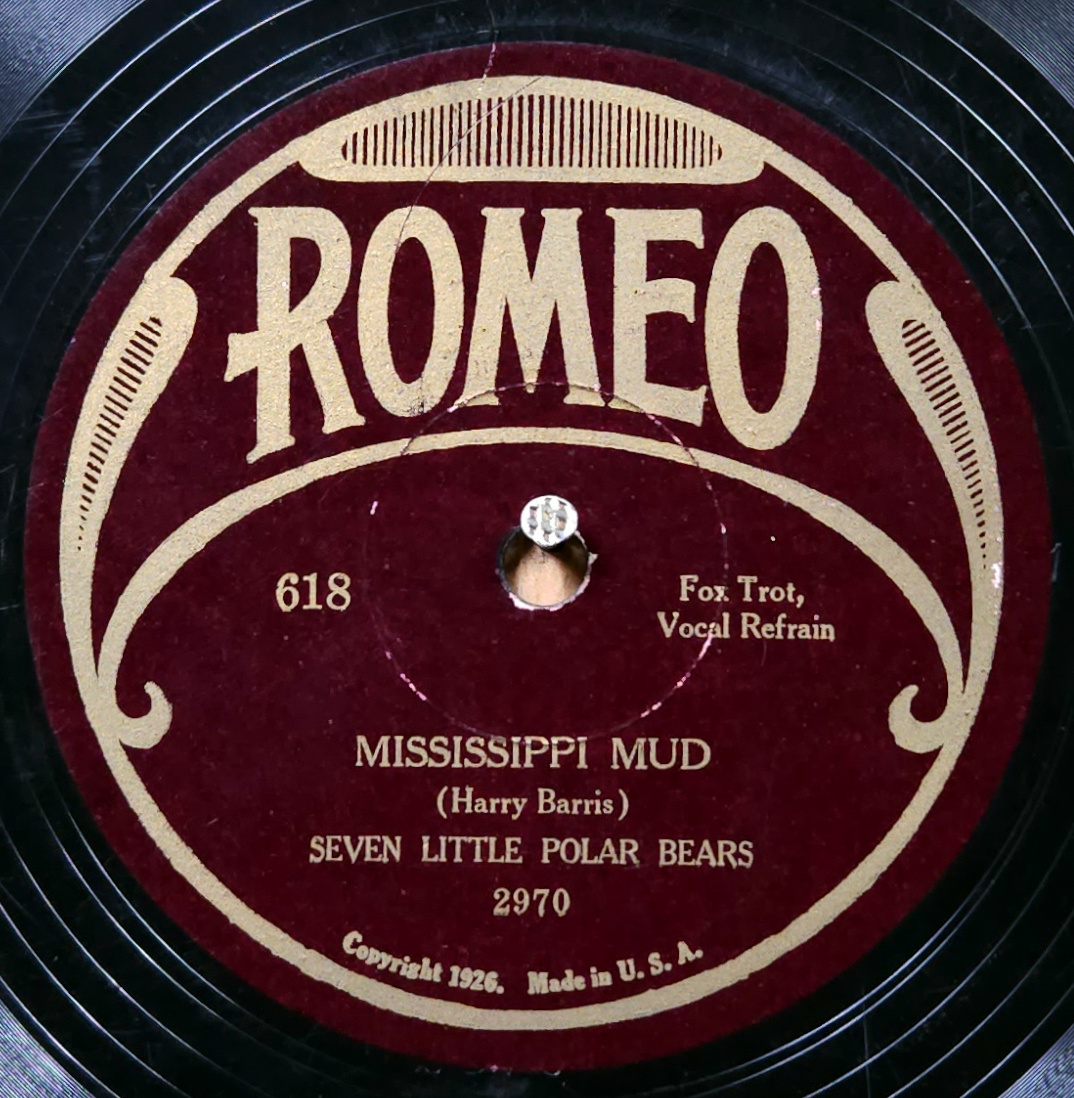 ROMEO
618
Fox Trot,
Vocal Refrain
MISSISSIPPI MUD
(Harry Barris)
SEVEN LITTLE POLAR BEARS
2970
Copyright 1926. Made in U. S. A.